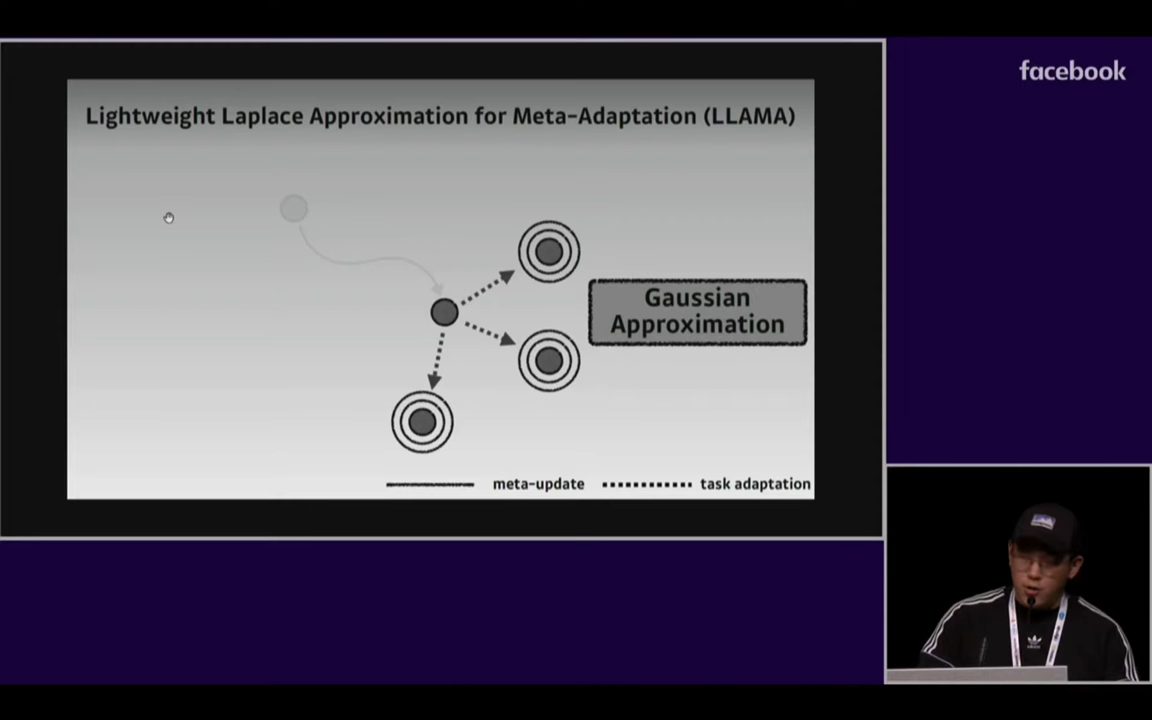 facebook
Lightweight Laplace Approximation for Meta-Adaptation (LLAMA)
Gaussian
Approximation
meta-update
task adaptation